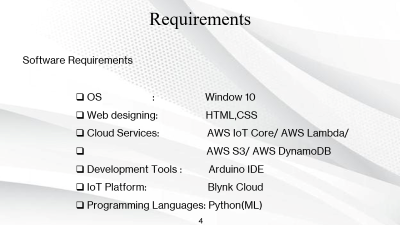 Requirements
Software Requirements
❑ OS : Window 10
❑ Web designing: HTML,CSS
❑ Cloud Services: AWS IoT Core/ AWS Lambda/
❑ AWS S3/ AWS DynamoDB
❑ Development Tools : Arduino IDE
❑ IoT Platform: Blynk Cloud
❑ Programming Languages: Python(ML)
4